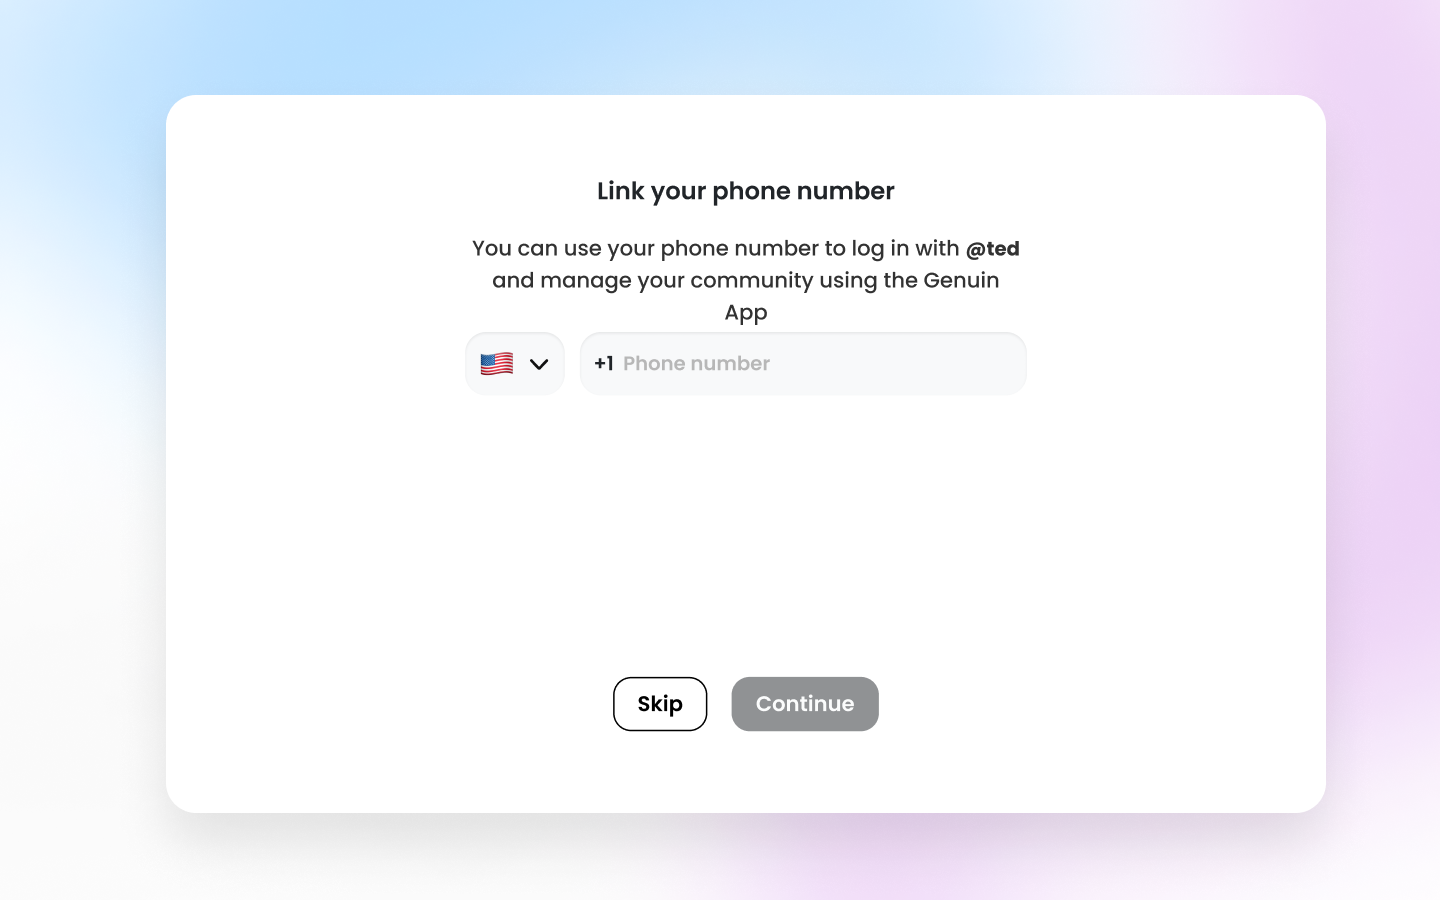 Link your phone number
You can use your phone number to log in with @ted
and manage your community using the Genuin
App
+1 Phone number
Skip
Continue